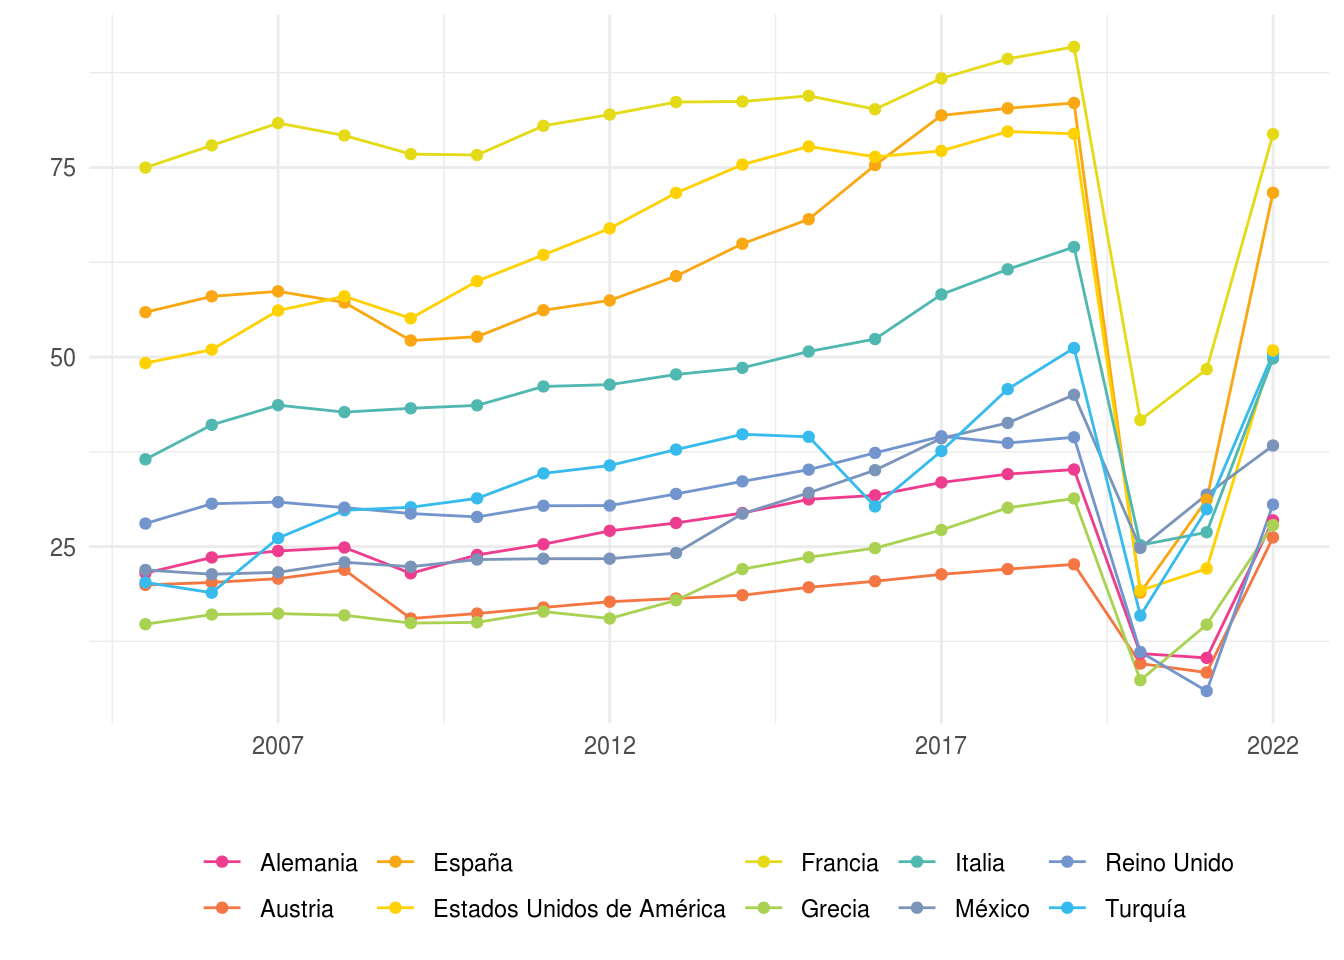 75
50
25
2007 2012 2017 2022
Alemania España Francia Italia Reino Unido
Austria Estados Unidos de América Grecia México Turquía